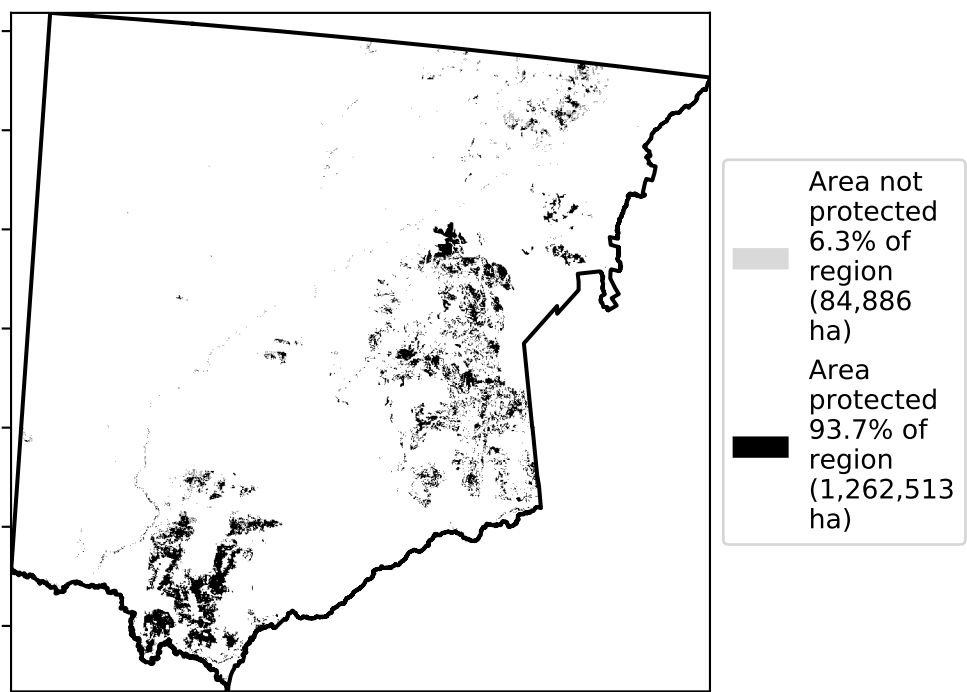 Area not
protected
6.3% of
region
(84,886
ha)
Area
protected
93.7% of
region
(1,262,513
ha)